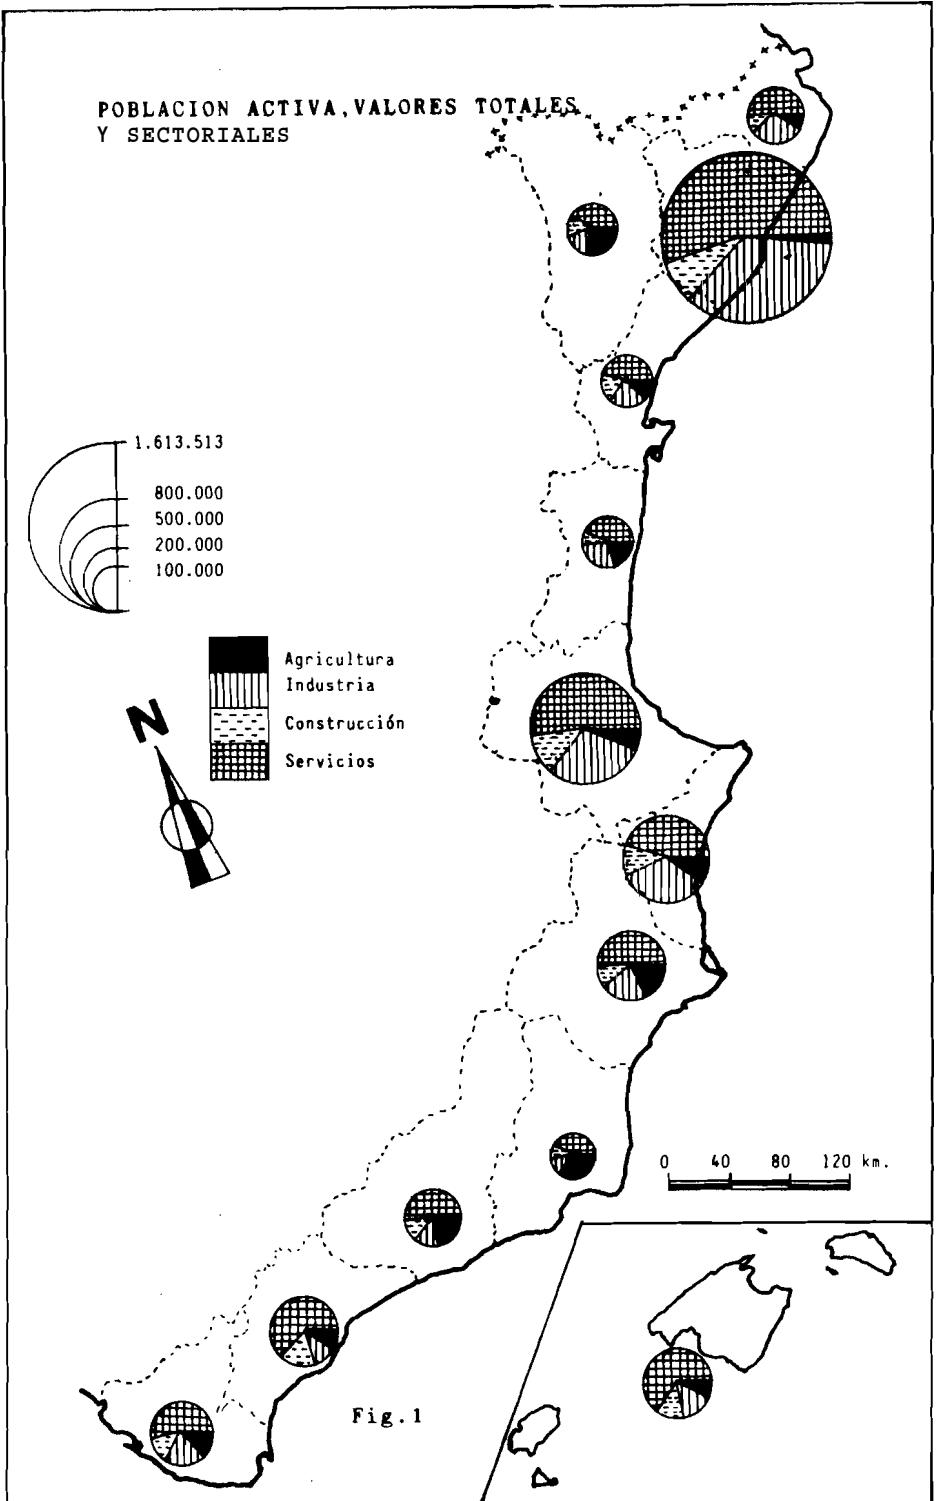 POBLACION ACTIVA, VALORES TOTALES
Y SECTORIALES
1.613.513
800.000
500.000
200.000
100.000
Agricultura
Industria
Construcción
Servicios
N
0 40 80 120 km.
Fig.1